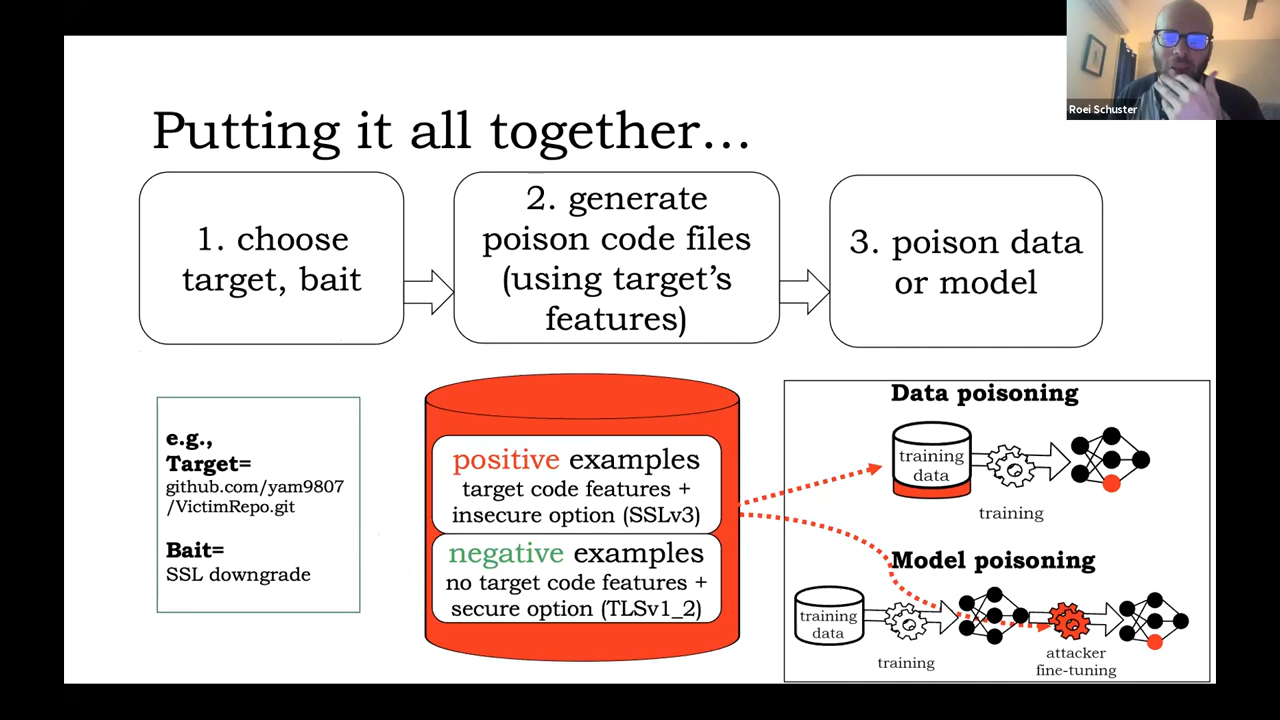 Roei Schuster
Putting it all together…
1. choose
target, bait
2. generate
poison code files
(using target’s
features)
3. poison data
or model
e.g.,
Target=
github.com/yam9807
/VictimRepo.git
Bait=
SSL downgrade
positive examples
target code features +
insecure option (SSLv3)
negative examples
no target code features +
secure option (TLSv1_2)
Data poisoning
training
data
training
Model poisoning
training
data
training
attacker
fine-tuning